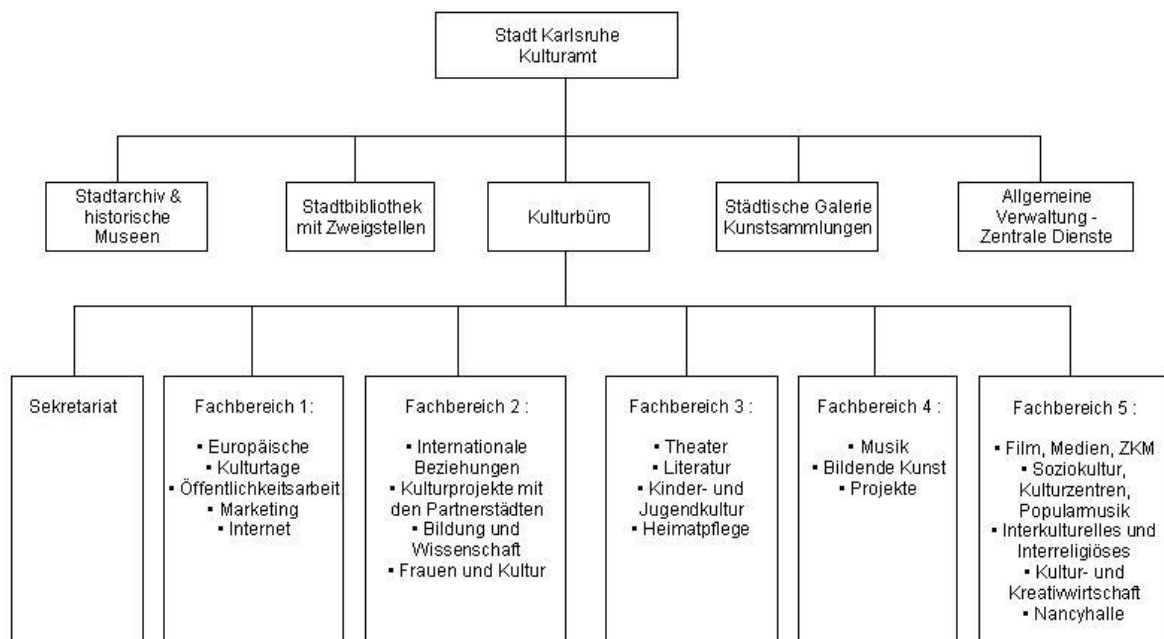 Stadt Karlsruhe
Kulturamt
Stadtarchiv &
historische
Museen
Stadtbibliothek
mit Zweigstellen
Kulturbüro
Städtische Galerie
Kunstsammlungen
Allgemeine
Verwaltung -
Zentrale Dienste
Sekretariat
Fachbereich 1 :
▪ Europäische
▪ Kulturtage
▪ Öffentlichkeitsarbeit
▪ Marketing
▪ Internet
Fachbereich 2 :
▪ Internationale
Beziehungen
▪ Kulturprojekte mit
den Partnerstädten
▪ Bildung und
Wissenschaft
▪ Frauen und Kultur
Fachbereich 3 :
▪ Theater
▪ Literatur
▪ Kinder- und
Jugendkultur
▪ Heimatpflege
Fachbereich 4 :
▪ Musik
▪ Bildende Kunst
▪ Projekte
Fachbereich 5 :
▪ Film, Medien, ZKM
▪ Soziokultur,
Kulturzentren,
Popularmusik
▪ Interkulturelles und
Interreligiöses
▪ Kultur- und
Kreativwirtschaft
▪ Nancyhalle